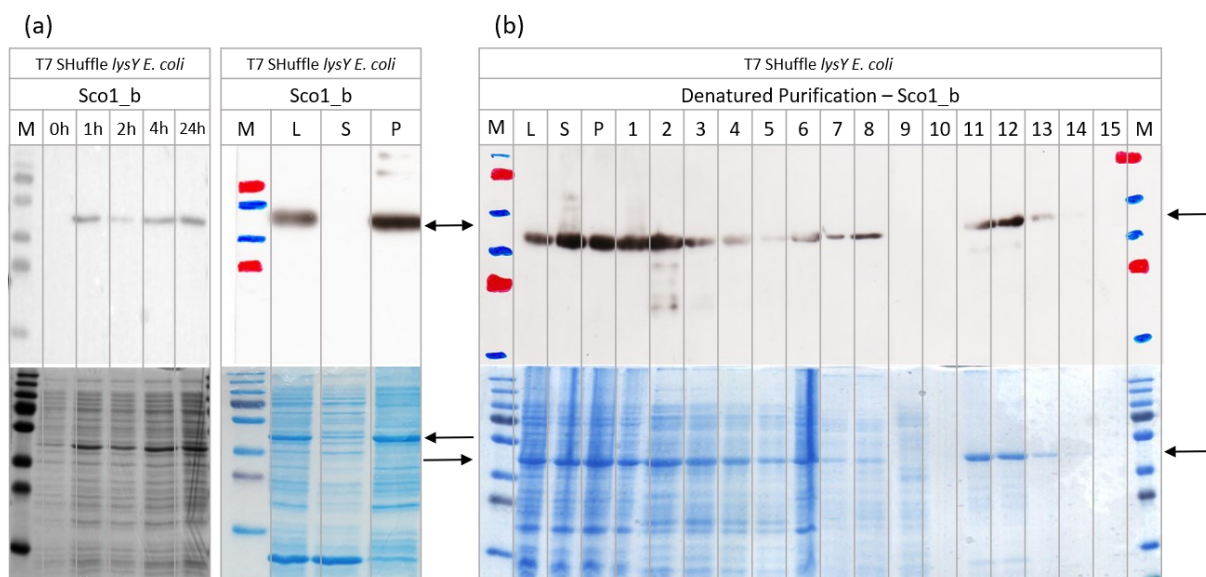 (a)
(b)
T7 SHuffle lysY E. coli
T7 SHuffle lysY E. coli
T7 SHuffle lysY E. coli
Sco1_b
Sco1_b
Denatured Purification – Sco1_b
M 0h 1h 2h 4h 24h
M L S P
M L S P 1 2 3 4 5 6 7 8 9 10 11 12 13 14 15 M